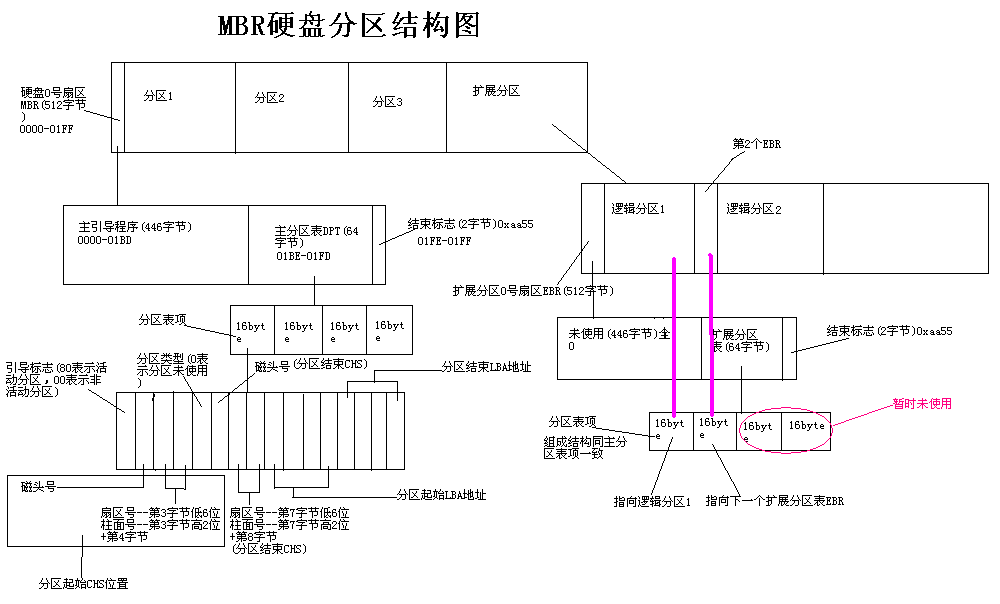 MBR硬盘分区结构图
硬盘0号扇区
MBR(512字节
)
0000-01FF
分区1
分区2
分区3
扩展分区
第2个EBR
逻辑分区1
逻辑分区2
主引导程序(446字节)
0000-01BD
主分区表DPT(64
字节)
01BE-01FD
结束标志(2字节)0xaa55
01FE-01FF
扩展分区0号扇区EBR(512字节)
未使用(446字节)全
0
扩展分区
表(64字节)
结束标志(2字节)0xaa55
分区表项
16byt
e
16byt
e
16byt
e
16byt
e
引导标志(80表示活
动分区，00表示非
活动分区)
分区类型(0表
示分区未使用
)
磁头号
(分区结束CHS)
分区结束LBA地址
暂时未使用
分区表项
组成结构同主分
区表项一致
16byt
e
16byt
e
16byt
e
16byte
指向逻辑分区1
指向下一个扩展分区表EBR
磁头号
分区起始LBA地址
扇区号--第3字节低6位
柱面号--第3字节高2位
+第4字节
扇区号--第7字节低6位
柱面号--第7字节高2位
+第8字节
(分区结束CHS)
分区起始CHS位置